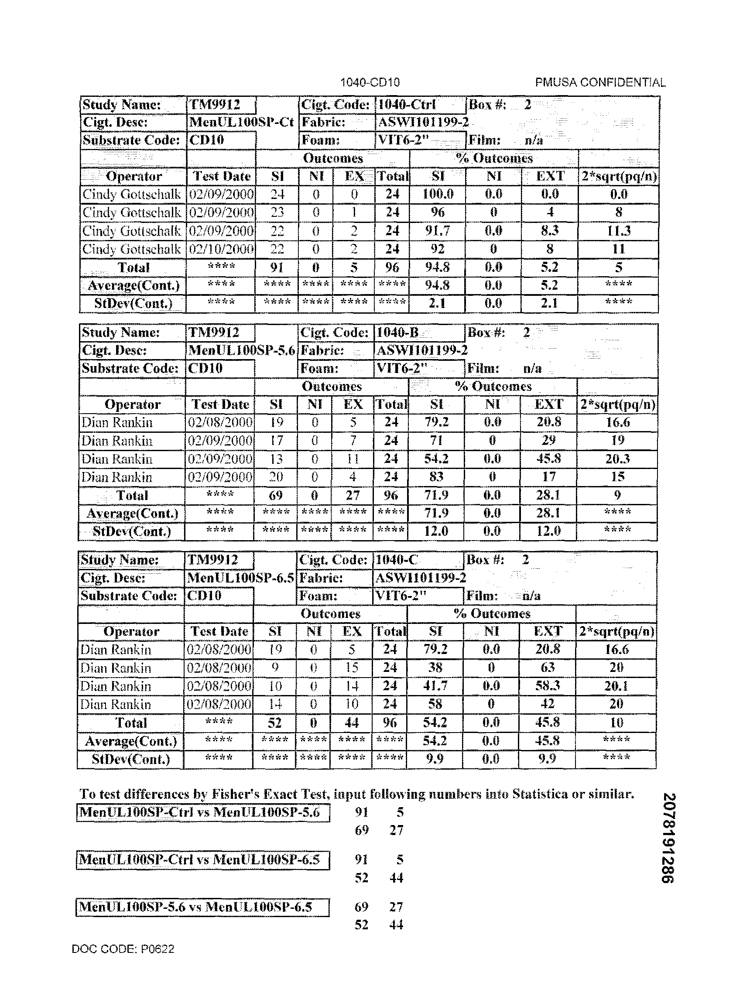 1040-CD10 PMUSA CONFIDENTIAL
Study Name: TM9912 Cigt. Code: 1040-Ctrl Box #: 2
Cigt. Desc: MenUL100SP-Ct Fabric: ASWI101199-2
Substrate Code: CD10 Foam: VIT6-2" Film: n/a
Outcomes % Outcomes
Operator Test Date SI NI EX Total SI NI EXT 2*sqrt(pq/n)
Cindy Gottschalk 02/09/2000 24 0 0 24 100.0 0.0 0.0 0.0
Cindy Gottschalk 02/09/2000 23 0 1 24 96 0 4 8
Cindy Gottschalk 02/09/2000 22 0 2 24 91.7 0.0 8.3 11.3
Cindy Gottschalk 02/10/2000 22 0 2 24 92 0 8 11
Total **** 91 0 5 96 94.8 0.0 5.2 5
Average(Cont.) **** **** **** **** **** 94.8 0.0 5.2 ****
StDev(Cont.) **** **** **** **** **** 2.1 0.0 2.1 ****
Study Name: TM9912 Cigt. Code: 1040-B Box #: 2
Cigt. Desc: MenUL100SP-5.6 Fabric: ASWI101199-2
Substrate Code: CD10 Foam: VIT6-2" Film: n/a
Outcomes % Outcomes
Operator Test Date SI NI EX Total SI NI EXT 2*sqrt(pq/n)
Dian Rankin 02/08/2000 19 0 5 24 79.2 0.0 20.8 16.6
Dian Rankin 02/09/2000 17 0 7 24 71 0 29 19
Dian Rankin 02/09/2000 13 0 11 24 54.2 0.0 45.8 20.3
Dian Rankin 02/09/2000 20 0 4 24 83 0 17 15
Total **** 69 0 27 96 71.9 0.0 28.1 9
Average(Cont.) **** **** **** **** **** 71.9 0.0 28.1 ****
StDev(Cont.) **** **** **** **** **** 12.0 0.0 12.0 ****
Study Name: TM9912 Cigt. Code: 1040-C Box #: 2
Cigt. Desc: MenUL100SP-6.5 Fabric: ASWI101199-2
Substrate Code: CD10 Foam: VIT6-2" Film: n/a
Outcomes % Outcomes
Operator Test Date SI NI EX Total SI NI EXT 2*sqrt(pq/n)
Dian Rankin 02/08/2000 19 0 5 24 79.2 0.0 20.8 16.6
Dian Rankin 02/08/2000 9 0 15 24 38 0 63 20
Dian Rankin 02/08/2000 10 0 14 24 41.7 0.0 58.3 20.1
Dian Rankin 02/08/2000 14 0 10 24 58 0 42 20
Total **** 52 0 44 96 54.2 0.0 45.8 10
Average(Cont.) **** **** **** **** **** 54.2 0.0 45.8 ****
StDev(Cont.) **** **** **** **** **** 9.9 0.0 9.9 ****
To test differences by Fisher's Exact Test, input following numbers into Statistica or similar.
MenUL100SP-Ctrl vs MenUL100SP-5.6 91 5
69 27
MenUL100SP-Ctrl vs MenUL100SP-6.5 91 5
52 44
MenUL100SP-5.6 vs MenUL100SP-6.5 69 27
52 44
2078191286
DOC CODE: P0622